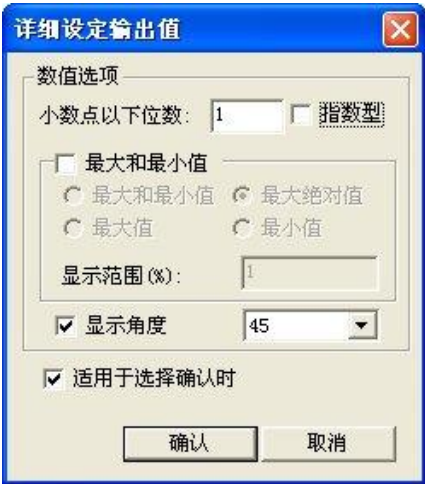 详细设定输出值
数值选项
小数点以下位数: 1 指数型
最大和最小值
最大和最小值 最大绝对值
最大值 最小值
显示范围(%): 1
显示角度 45
适用于选择确认时
确认 取消